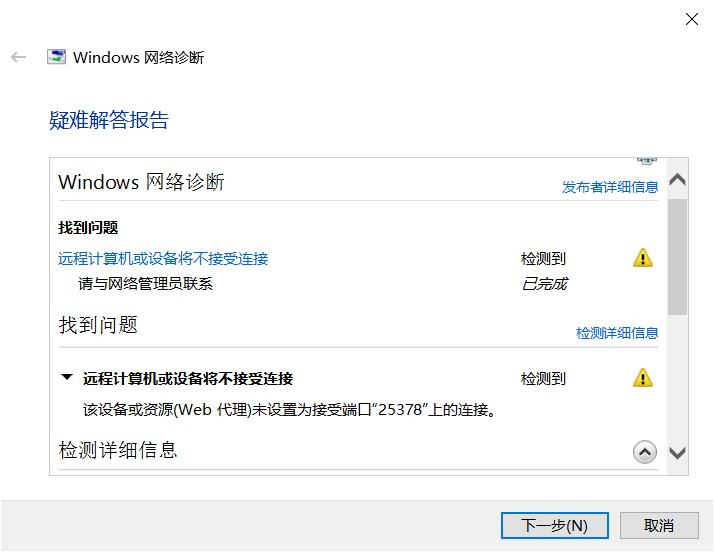 Windows 网络诊断
疑难解答报告
Windows 网络诊断
发布者详细信息
找到问题
远程计算机或设备将不接受连接 检测到
请与网络管理员联系 已完成
找到问题
检测详细信息
远程计算机或设备将不接受连接 检测到
该设备或资源(Web 代理)未设置为接受端口“25378”上的连接。
检测详细信息
下一步(N) 取消